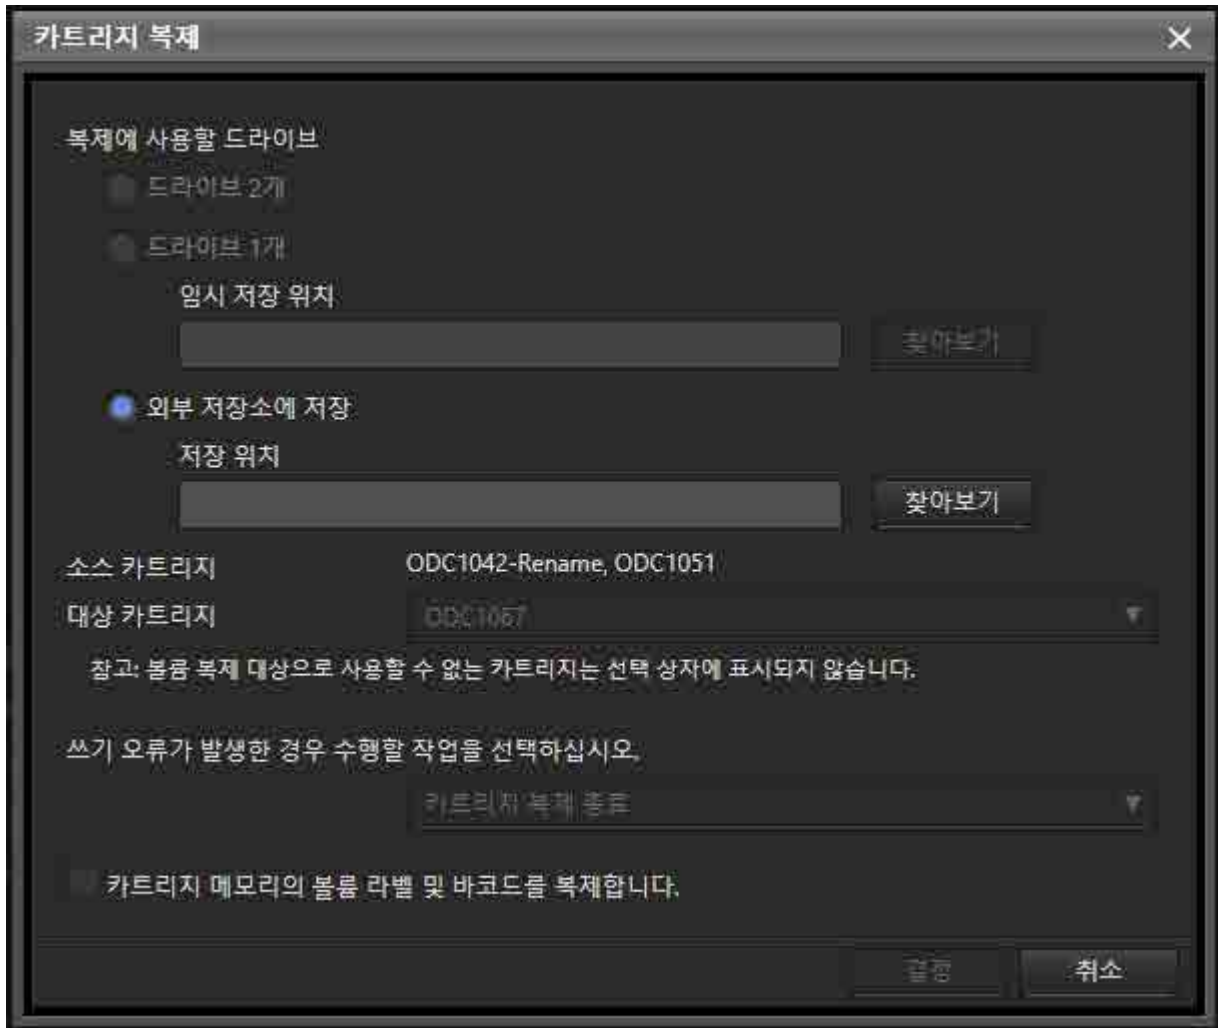 카트리지 복제
복제에 사용할 드라이브
드라이브 2개
드라이브 1개
임시 저장 위치
찾아보기
외부 저장소에 저장
저장 위치
찾아보기
소스 카트리지 ODC1042-Rename, ODC1051
대상 카트리지 ODC1067
참고: 볼륨 복제 대상으로 사용할 수 없는 카트리지는 선택 상자에 표시되지 않습니다.
쓰기 오류가 발생한 경우 수행할 작업을 선택하십시오.
카트리지 복제 종료
카트리지 메모리의 볼륨 라벨 및 바코드를 복제합니다.
결정 취소